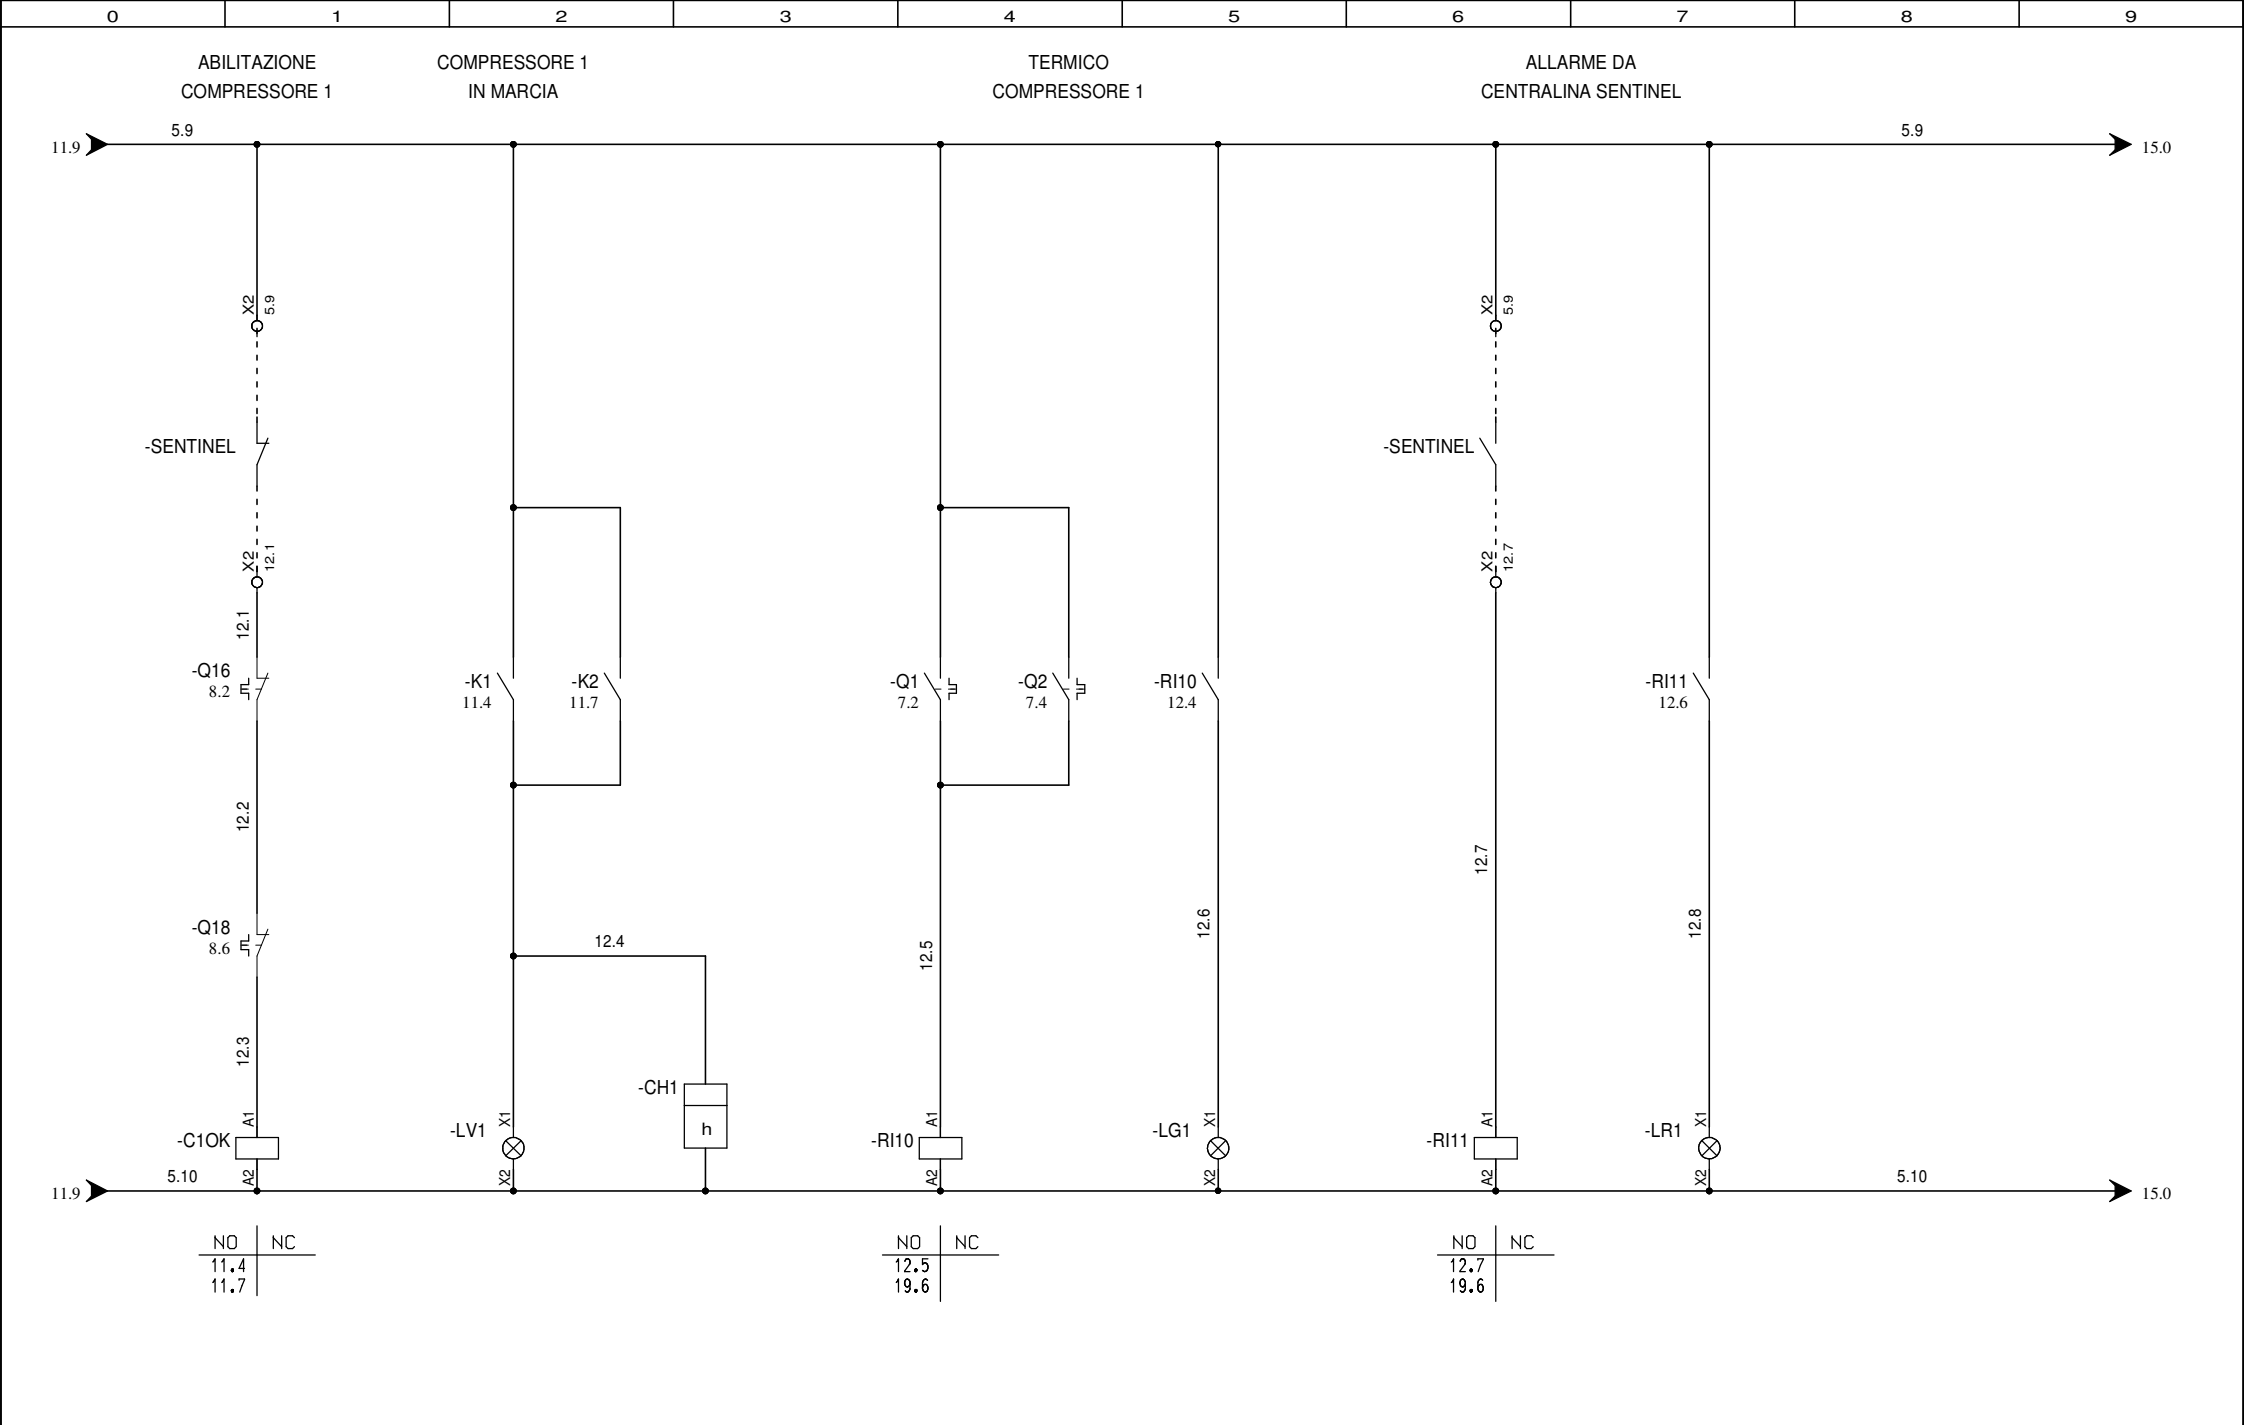 0 1 2 3 4 5 6 7 8 9
ABILITAZIONE
COMPRESSORE 1
COMPRESSORE 1
IN MARCIA
TERMICO
COMPRESSORE 1
ALLARME DA
CENTRALINA SENTINEL
11.9
5.9
5.9
15.0
X2
5.9
X2
5.9
-SENTINEL
-SENTINEL
X2
12.1
X2
12.7
12.1
-Q16
8.2
-K1
11.4
-K2
11.7
-Q1
7.2
-Q2
7.4
-RI10
12.4
-RI11
12.6
12.2
12.7
-Q18
8.6
12.4
12.5
12.6
12.8
12.3
-CH1
h
A1
-C1OK
A2
X1
-LV1
X2
A1
-RI10
A2
X1
-LG1
X2
A1
-RI11
A2
X1
-LR1
X2
11.9
5.10
5.10
15.0
NO NC
11.4
11.7
NO NC
12.5
19.6
NO NC
12.7
19.6